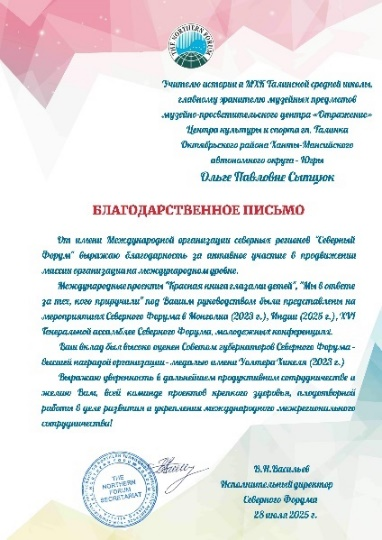 THE NORTHERN FORUM
Учителю истории и МХК Талинской средней школы,
главному хранителю музейных предметов
музейно-просветительского центра «Отражение»
Центра культуры и спорта гп. Талинка
Октябрьского района Ханты-Мансийского
автономного округа - Югры
Ольге Павловне Сытюк
БЛАГОДАРСТВЕННОЕ ПИСЬМО
От имени Международной организации северных регионов "Северный
Форум" выражаю благодарность за активное участие в продвижении
миссии организации на международном уровне.
Международные проекты "Красная книга глазами детей", "Мы в ответе
за тех, кого приручили" под Вашим руководством были представлены на
мероприятиях Северного Форума в Монголии (2023 г.), Индии (2025 г.), XVI
Генеральной ассамблее Северного Форума, молодежных конференциях.
Ваш вклад был высоко оценен Советом губернаторов Северного Форума -
высшей наградой организации - медалью имени Уолтера Хикеля (2023 г.)
Выражаю уверенность в дальнейшем продуктивном сотрудничестве и
желаю Вам, всей команде проектов крепкого здоровья, плодотворной
работы в деле развития и укрепления международного межрегионального
сотрудничества!
THE
NORTHERN
FORUM
SECRETARIAT
В.Н.Васильев
Исполнительный директор
Северного Форума
28 июля 2025 г.